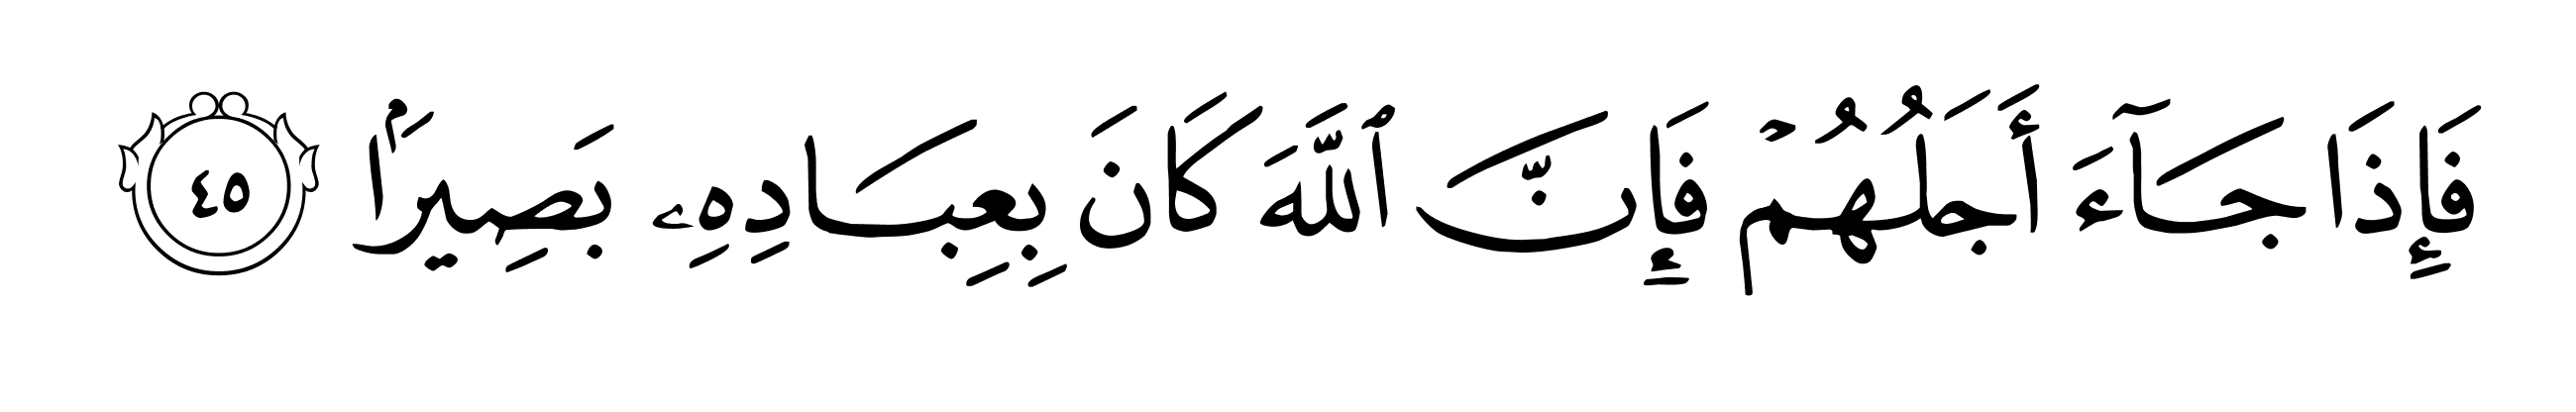 فَإِذَا جَآءَ أَجَلُهُمْ فَإِنَّ ٱللَّهَ كَانَ بِعِبَادِهِۦ بَصِيرًۢا ٤٥